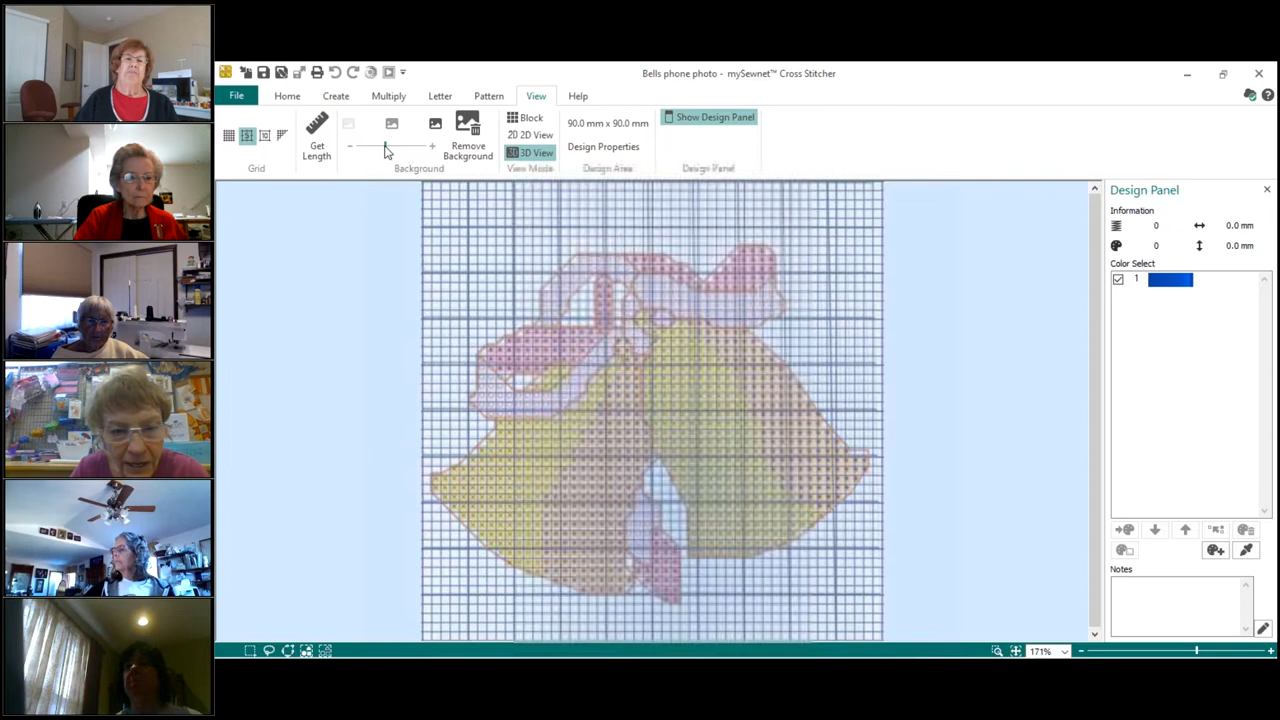 Bells phone photo - mySewnet™ Cross Stitcher
File Home Create Multiply Letter Pattern View Help
Get Length
Remove Background
Block
2D 2D View
3D 3D View
90.0 mm x 90.0 mm
Design Properties
Show Design Panel
Grid Background View Mode Design Area Design Panel
Design Panel
Information
0 0.0 mm
0 0.0 mm
Color Select
1
Notes
171%